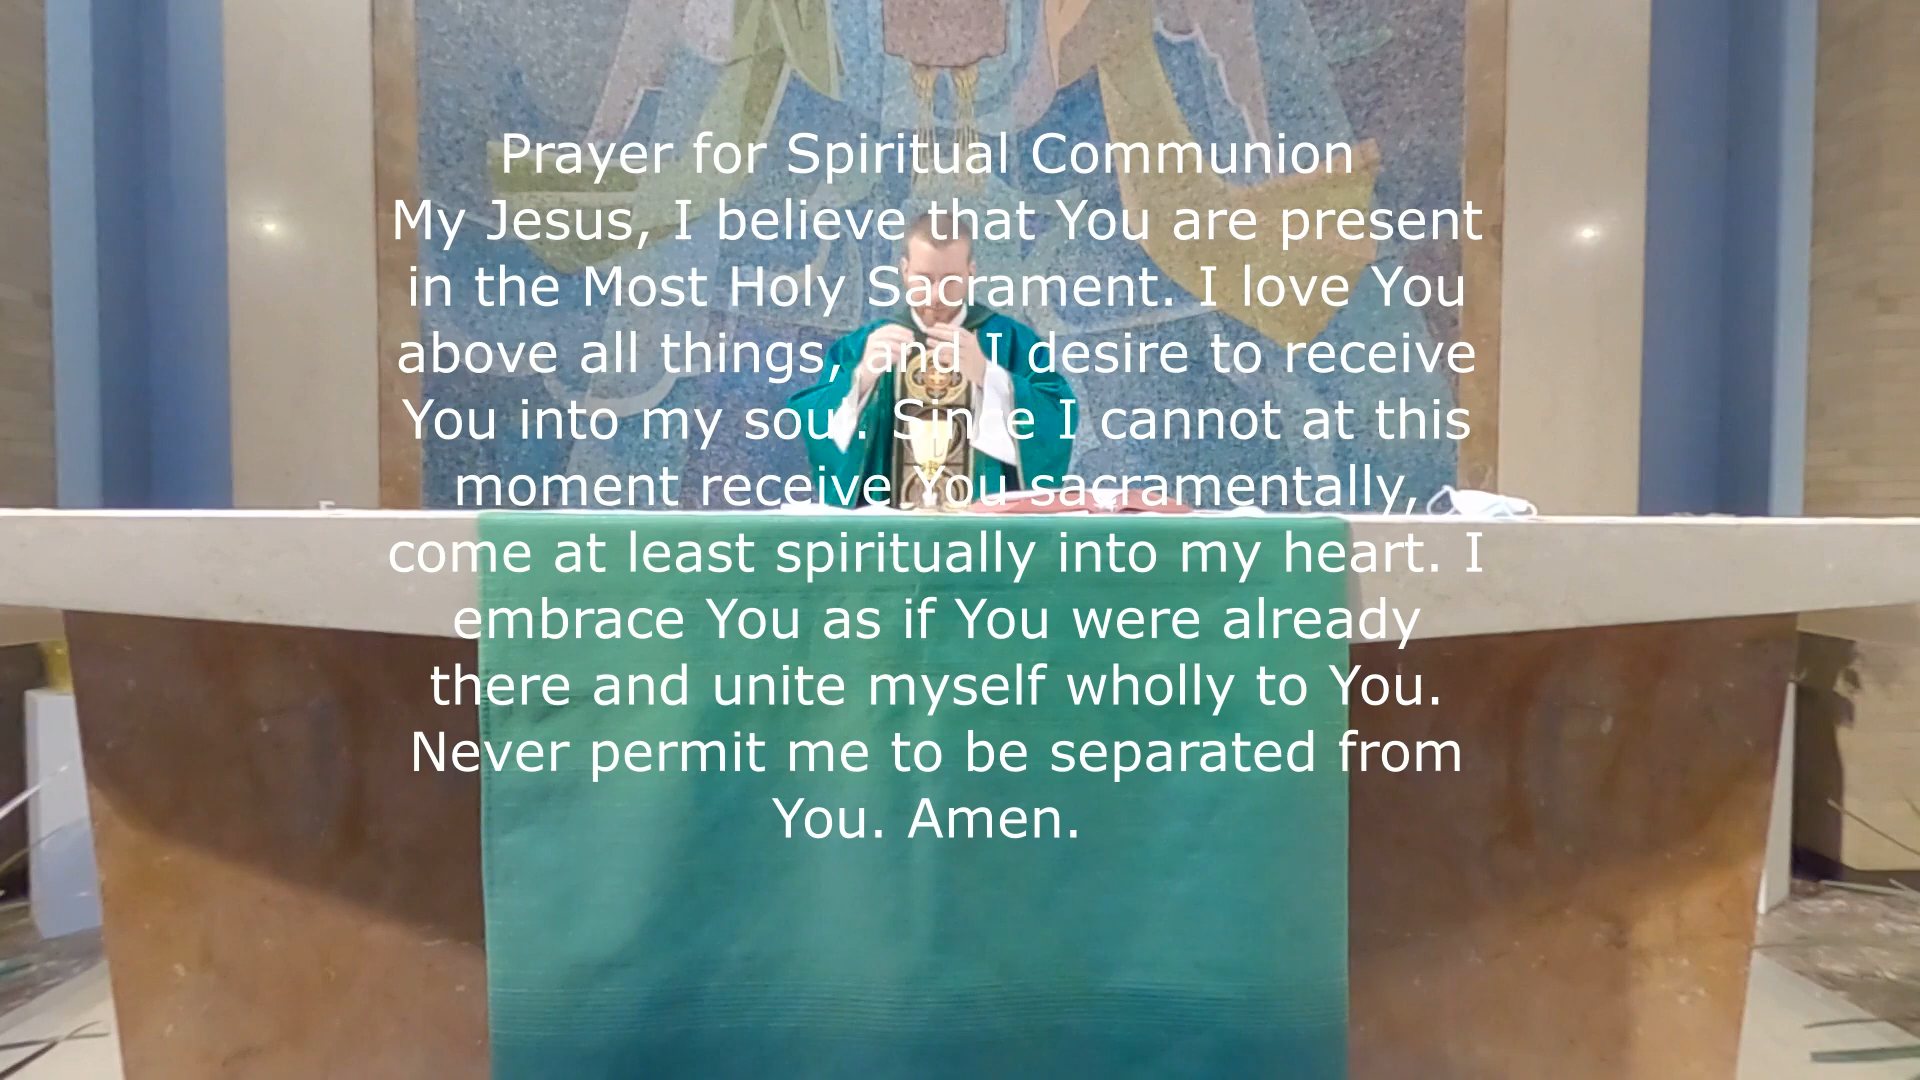 Prayer for Spiritual Communion
My Jesus, I believe that You are present
in the Most Holy Sacrament. I love You
above all things, and I desire to receive
You into my soul. Since I cannot at this
moment receive You sacramentally,
come at least spiritually into my heart. I
embrace You as if You were already
there and unite myself wholly to You.
Never permit me to be separated from
You. Amen.